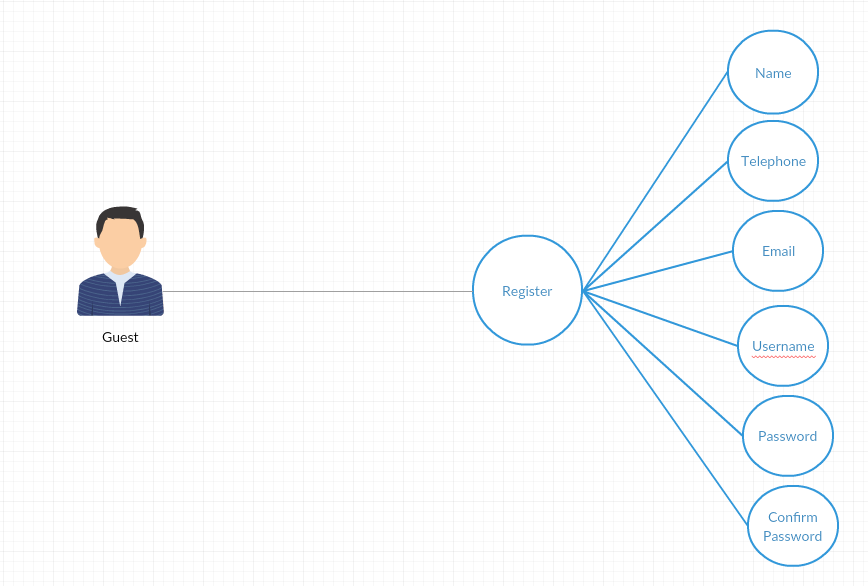 Name
Telephone
Email
Register
Guest
Username
Password
Confirm
Password